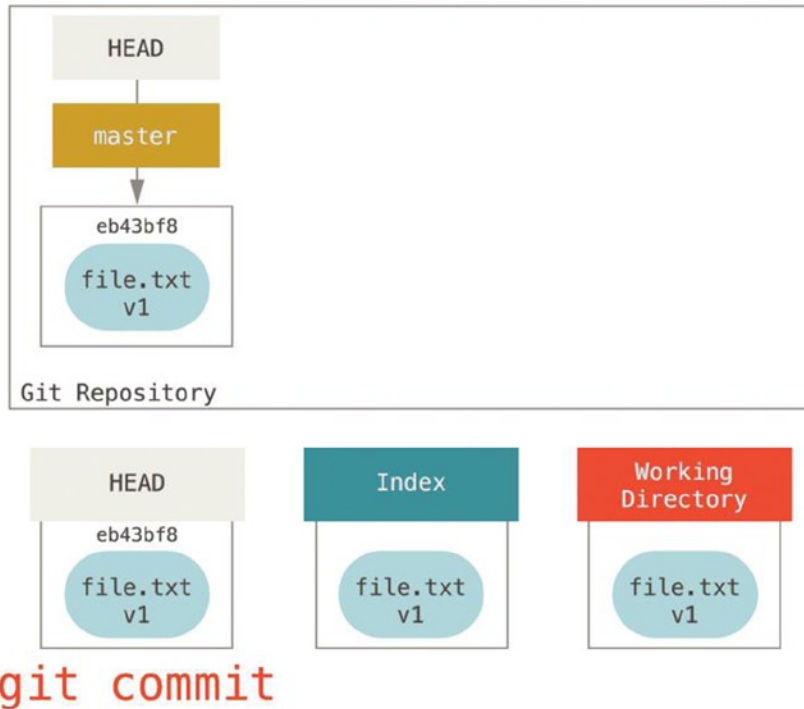 HEAD
master
eb43bf8
file.txt
v1
Git Repository
HEAD
Index
Working
Directory
eb43bf8
file.txt
v1
file.txt
v1
file.txt
v1
git commit